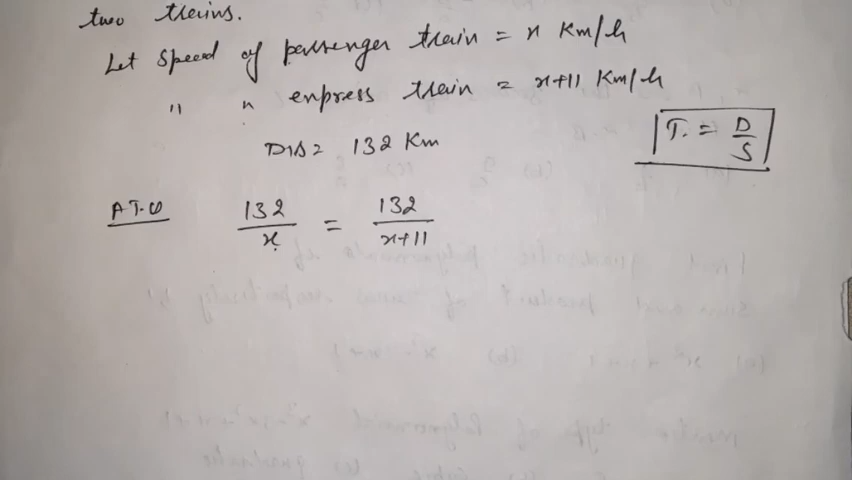 two trains.
Let Speed of passenger train = x Km/h
" " express train = x+11 Km/h
DIS = 132 Km
T. = D/S
A T.Q 132/x = 132/x+11